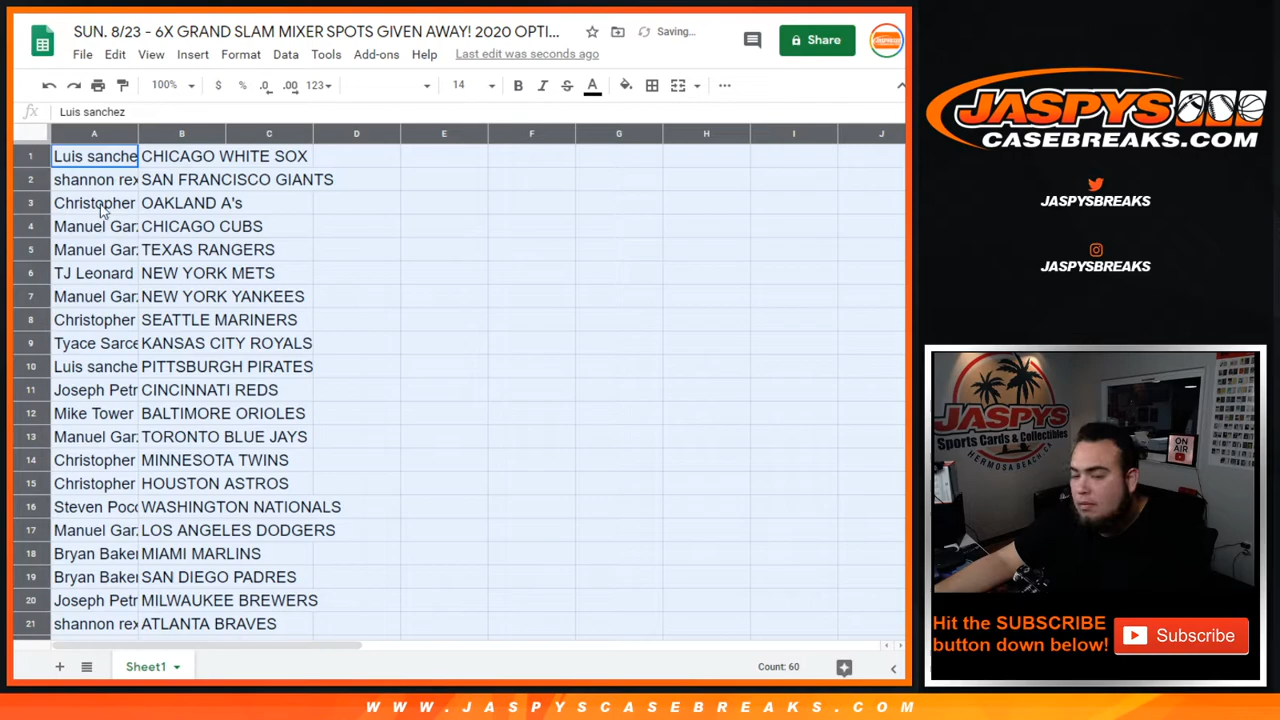 SUN. 8/23 - 6X GRAND SLAM MIXER SPOTS GIVEN AWAY! 2020 OPTI...
Saving...
File Edit View Insert Format Data Tools Add-ons Help Last edit was seconds ago
Share
100% $ % .0 .00 123 14 B I S A
fx Luis sanchez
A B C D E F G H I J
1 Luis sanche CHICAGO WHITE SOX
2 shannon rex SAN FRANCISCO GIANTS
3 Christopher OAKLAND A's
4 Manuel Gar CHICAGO CUBS
5 Manuel Gar TEXAS RANGERS
6 TJ Leonard NEW YORK METS
7 Manuel Gar NEW YORK YANKEES
8 Christopher SEATTLE MARINERS
9 Tyace Sarce KANSAS CITY ROYALS
10 Luis sanche PITTSBURGH PIRATES
11 Joseph Petr CINCINNATI REDS
12 Mike Tower BALTIMORE ORIOLES
13 Manuel Gar TORONTO BLUE JAYS
14 Christopher MINNESOTA TWINS
15 Christopher HOUSTON ASTROS
16 Steven Poco WASHINGTON NATIONALS
17 Manuel Gar LOS ANGELES DODGERS
18 Bryan Baker MIAMI MARLINS
19 Bryan Baker SAN DIEGO PADRES
20 Joseph Petr MILWAUKEE BREWERS
21 shannon rex ATLANTA BRAVES
Sheet1
Count: 60
JASPYS
CASEBREAKS.COM
JASPYSBREAKS
JASPYSBREAKS
JASPYS
Sports Cards & Collectibles
HERMOSA BEACH, CA
ON
AIR
Hit the SUBSCRIBE
button down below!
Subscribe
WWW.JASPYSCASEBREAKS.COM